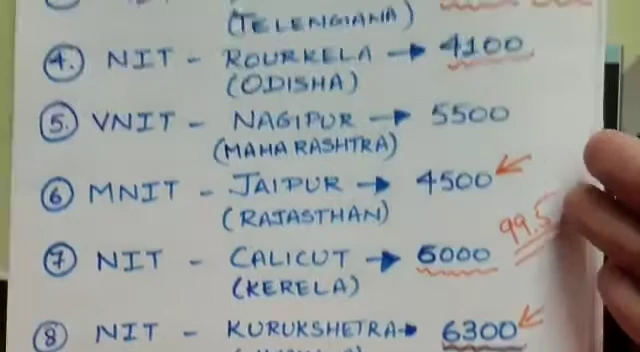 (TELENGIANA)
4. NIT - ROURKELA → 4100
(ODISHA)
5. VNIT - NAGIPUR → 5500
(MAHARASHTRA)
6 MNIT - JAIPUR → 4500
(RAJASTHAN)
99.5
7 NIT - CALICUT → 6000
(KERELA)
8 NIT - KURUKSHETRA → 6300